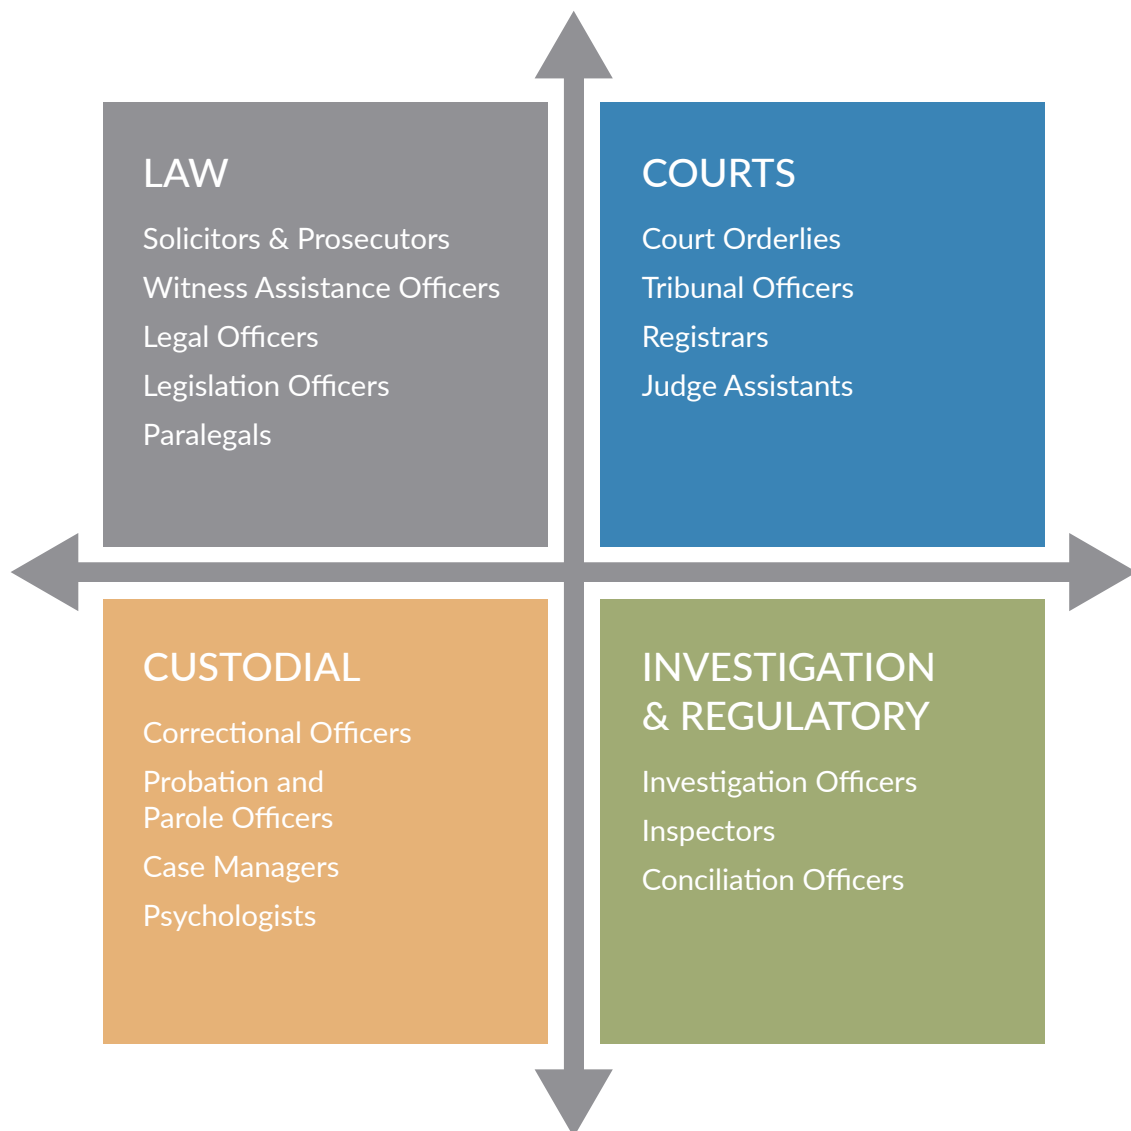 LAW
Solicitors & Prosecutors
Witness Assistance Officers
Legal Officers
Legislation Officers
Paralegals
COURTS
Court Orderlies
Tribunal Officers
Registrars
Judge Assistants
CUSTODIAL
Correctional Officers
Probation and
Parole Officers
Case Managers
Psychologists
INVESTIGATION
& REGULATORY
Investigation Officers
Inspectors
Conciliation Officers